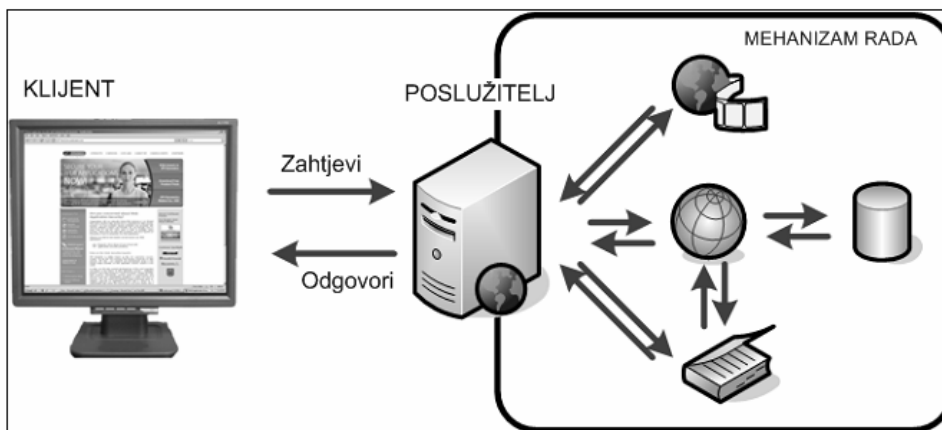 MEHANIZAM RADA
KLIJENT
POSLUŽITELJ
Zahtjevi
Odgovori